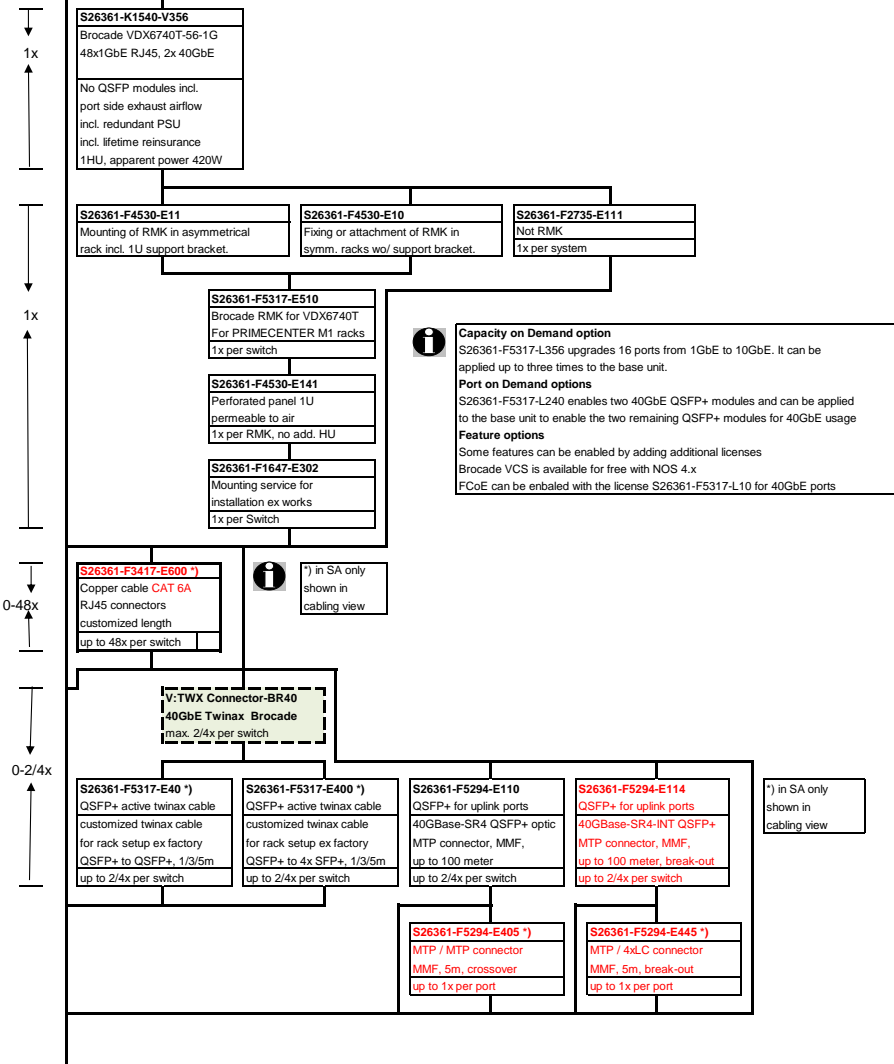 S26361-K1540-V356
Brocade VDX6740T-56-1G
48x1GbE RJ45, 2x 40GbE
1x
No QSFP modules incl.
port side exhaust airflow
incl. redundant PSU
incl. lifetime reinsurance
1HU, apparent power 420W
S26361-F4530-E11
Mounting of RMK in asymmetrical
rack incl. 1U support bracket.
S26361-F4530-E10
Fixing or attachment of RMK in
symm. racks wo/ support bracket.
S26361-F2735-E111
Not RMK
1x per system
1x
S26361-F5317-E510
Brocade RMK for VDX6740T
For PRIMECENTER M1 racks
1x per switch
S26361-F4530-E141
Perforated panel 1U
permeable to air
1x per RMK, no add. HU
S26361-F1647-E302
Mounting service for
installation ex works
1x per Switch
Capacity on Demand option
S26361-F5317-L356 upgrades 16 ports from 1GbE to 10GbE. It can be
applied up to three times to the base unit.
Port on Demand options
S26361-F5317-L240 enables two 40GbE QSFP+ modules and can be applied
to the base unit to enable the two remaining QSFP+ modules for 40GbE usage
Feature options
Some features can be enabled by adding additional licenses
Brocade VCS is available for free with NOS 4.x
FCoE can be enbaled with the license S26361-F5317-L10 for 40GbE ports
0-48x
S26361-F3417-E600 *)
Copper cable CAT 6A
RJ45 connectors
customized length
up to 48x per switch
*) in SA only
shown in
cabling view
V:TWX Connector-BR40
40GbE Twinax Brocade
max. 2/4x per switch
0-2/4x
S26361-F5317-E40 *)
QSFP+ active twinax cable
customized twinax cable
for rack setup ex factory
QSFP+ to QSFP+, 1/3/5m
up to 2/4x per switch
S26361-F5317-E400 *)
QSFP+ active twinax cable
customized twinax cable
for rack setup ex factory
QSFP+ to 4x SFP+, 1/3/5m
up to 2/4x per switch
S26361-F5294-E110
QSFP+ for uplink ports
40GBase-SR4 QSFP+ optic
MTP connector, MMF,
up to 100 meter
up to 2/4x per switch
S26361-F5294-E114
QSFP+ for uplink ports
40GBase-SR4-INT QSFP+
MTP connector, MMF,
up to 100 meter, break-out
up to 2/4x per switch
*) in SA only
shown in
cabling view
S26361-F5294-E405 *)
MTP / MTP connector
MMF, 5m, crossover
up to 1x per port
S26361-F5294-E445 *)
MTP / 4xLC connector
MMF, 5m, break-out
up to 1x per port